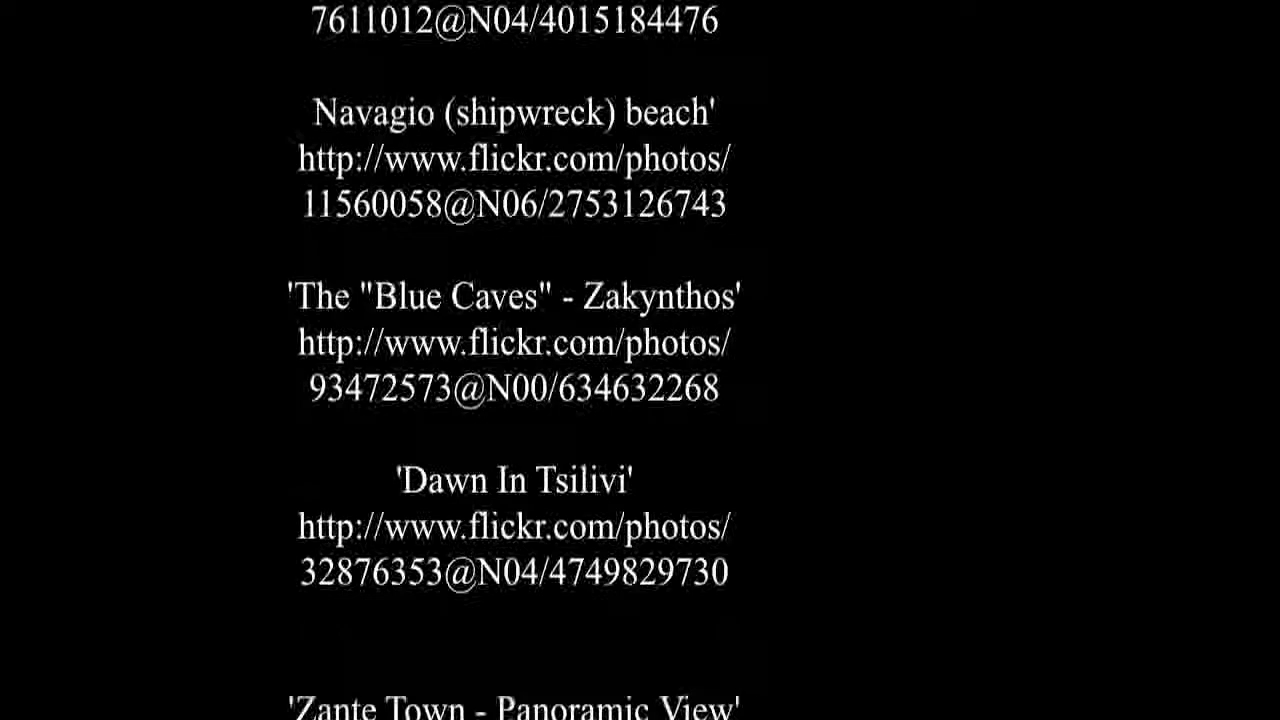 7611012@N04/4015184476
Navagio (shipwreck) beach'
http://www.flickr.com/photos/
11560058@N06/2753126743
'The "Blue Caves" - Zakynthos'
http://www.flickr.com/photos/
93472573@N00/634632268
'Dawn In Tsilivi'
http://www.flickr.com/photos/
32876353@N04/4749829730
'Zante Town - Panoramic View'